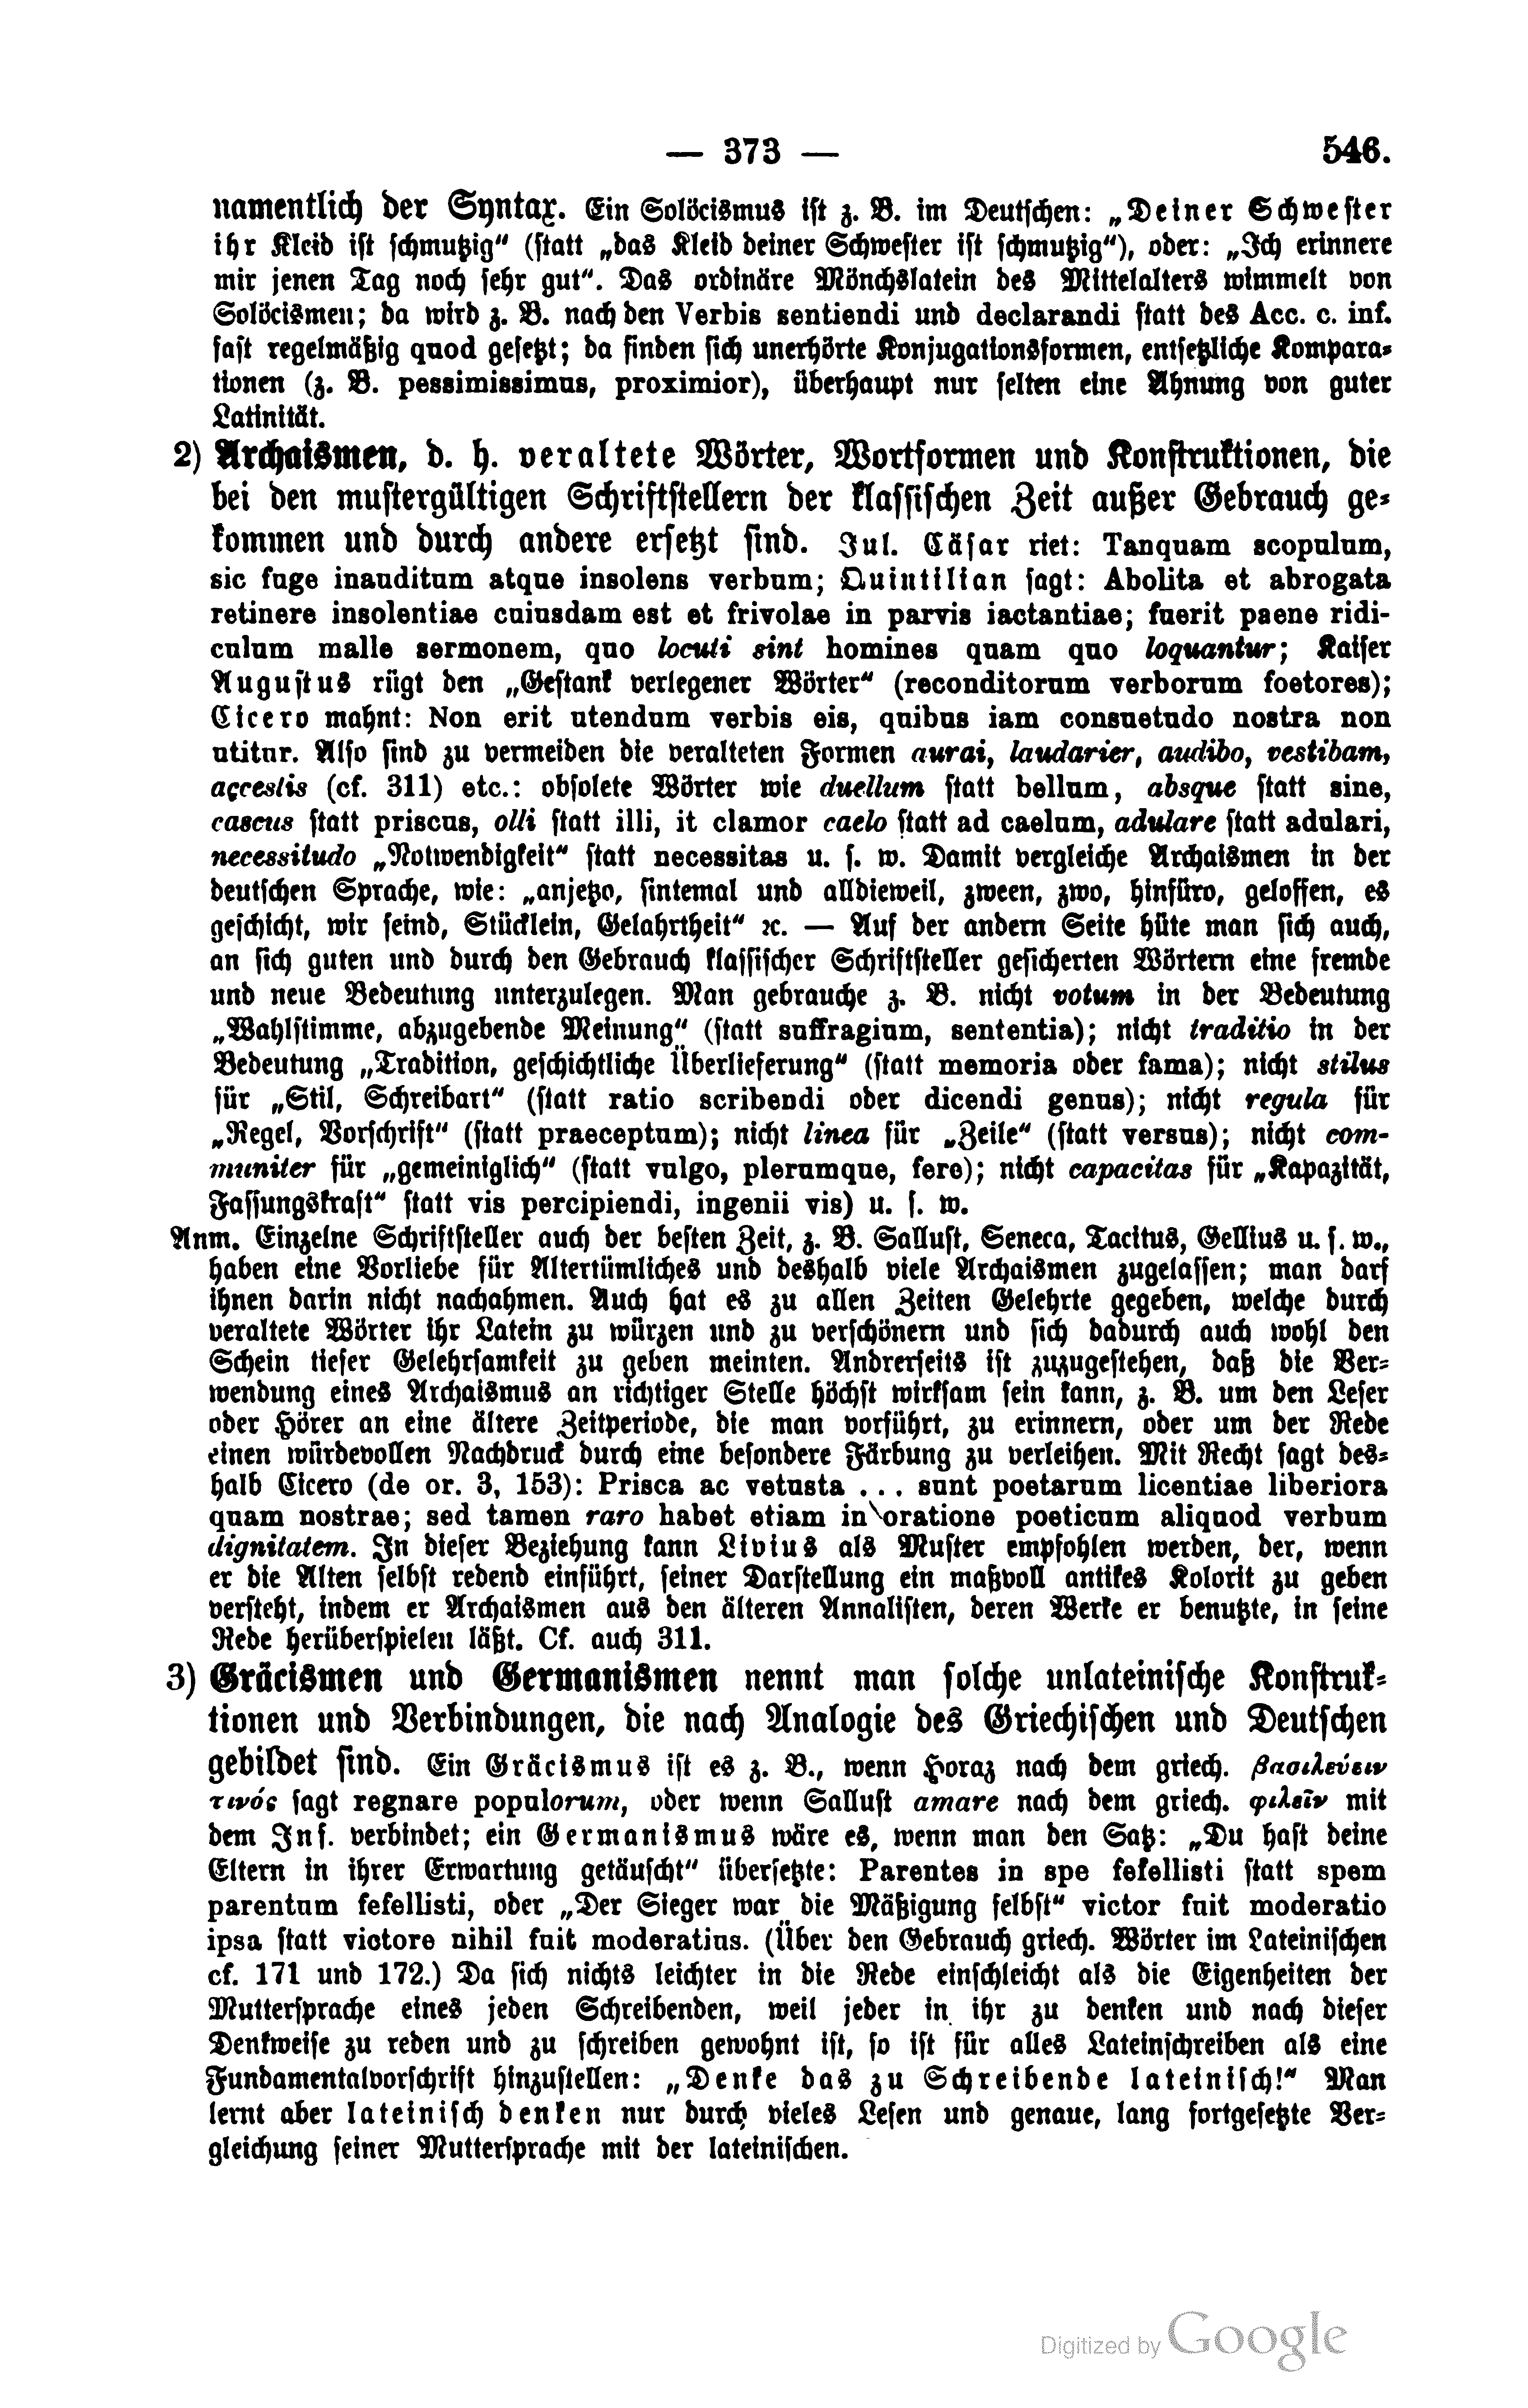 — 373 — 546.
namentlich der Syntax. Ein Solöcismus ist z. B. im Deutschen: „Deiner Schwester
ihr Kleid ist schmutzig“ (statt „das Kleid deiner Schwester ist schmutzig“), oder: „Ich erinnere
mir jenen Tag noch sehr gut“. Das ordinäre Mönchslatein des Mittelalters wimmelt von
Solöcismen; da wird z. B. nach den Verbis sentiendi und declarandi statt des Acc. c. inf.
fast regelmäßig quod gesetzt; da finden sich unerhörte Konjugationsformen, entsetzliche Kompara-
tionen (z. B. pessimissimus, proximior), überhaupt nur selten eine Ahnung von guter
Latinität.
2) Archaismen, d. h. veraltete Wörter, Wortformen und Konstruktionen, die
bei den mustergültigen Schriftstellern der klassischen Zeit außer Gebrauch ge-
kommen und durch andere ersetzt sind. Jul. Cäsar riet: Tanquam scopulum,
sic fuge inauditum atque insolens verbum; Quintilian sagt: Abolita et abrogata
retinere insolentiae cuiusdam est et frivolae in parvis iactantiae; fuerit paene ridi-
culum malle sermonem, quo locuti sint homines quam quo loquantur; Kaiser
Augustus rügt den „Gestank verlegener Wörter“ (reconditorum verborum foetores);
Cicero mahnt: Non erit utendum verbis eis, quibus iam consuetudo nostra non
utitur. Also sind zu vermeiden die veralteten Formen aurai, laudarier, audibo, vestibam,
accestis (cf. 311) etc.: obsolete Wörter wie duellum statt bellum, absque statt sine,
cascus statt priscus, olli statt illi, it clamor caelo statt ad caelum, adulare statt adulari,
necessitudo „Notwendigkeit“ statt necessitas u. s. w. Damit vergleiche Archaismen in der
deutschen Sprache, wie: „anjetzo, sintemal und alldieweil, zween, zwo, hinfüro, geloffen, es
geschicht, wir seind, Stücklein, Gelahrtheit“ ꝛc. — Auf der andern Seite hüte man sich auch,
an sich guten und durch den Gebrauch klassischer Schriftsteller gesicherten Wörtern eine fremde
und neue Bedeutung unterzulegen. Man gebrauche z. B. nicht votum in der Bedeutung
„Wahlstimme, abzugebende Meinung“ (statt suffragium, sententia); nicht traditio in der
Bedeutung „Tradition, geschichtliche Überlieferung“ (statt memoria oder fama); nicht stilus
für „Stil, Schreibart“ (statt ratio scribendi oder dicendi genus); nicht regula für
„Regel, Vorschrift“ (statt praeceptum); nicht linea für „Zeile“ (statt versus); nicht com-
muniter für „gemeiniglich“ (statt vulgo, plerumque, fere); nicht capacitas für „Kapazität,
Fassungskraft“ statt vis percipiendi, ingenii vis) u. s. w.
Anm. Einzelne Schriftsteller auch der besten Zeit, z. B. Sallust, Seneca, Tacitus, Gellius u. s. w.,
haben eine Vorliebe für Altertümliches und deshalb viele Archaismen zugelassen; man darf
ihnen darin nicht nachahmen. Auch hat es zu allen Zeiten Gelehrte gegeben, welche durch
veraltete Wörter ihr Latein zu würzen und zu verschönern und sich dadurch auch wohl den
Schein tiefer Gelehrsamkeit zu geben meinten. Andrerseits ist zuzugestehen, daß die Ver-
wendung eines Archaismus an richtiger Stelle höchst wirksam sein kann, z. B. um den Leser
oder Hörer an eine ältere Zeitperiode, die man vorführt, zu erinnern, oder um der Rede
einen würdevollen Nachdruck durch eine besondere Färbung zu verleihen. Mit Recht sagt des-
halb Cicero (de or. 3, 153): Prisca ac vetusta ... sunt poetarum licentiae liberiora
quam nostrae; sed tamen raro habet etiam in oratione poeticum aliquod verbum
dignitatem. In dieser Beziehung kann Livius als Muster empfohlen werden, der, wenn
er die Alten selbst redend einführt, seiner Darstellung ein maßvoll antikes Kolorit zu geben
versteht, indem er Archaismen aus den älteren Annalisten, deren Werke er benutzte, in seine
Rede herüberspielen läßt. Cf. auch 311.
3) Gräcismen und Germanismen nennt man solche unlateinische Konstruk-
tionen und Verbindungen, die nach Analogie des Griechischen und Deutschen
gebildet sind. Ein Gräcismus ist es z. B., wenn Horaz nach dem griech. βασιλεύειν
τινός sagt regnare populorum, oder wenn Sallust amare nach dem griech. φιλεῖν mit
dem Inf. verbindet; ein Germanismus wäre es, wenn man den Satz: „Du hast deine
Eltern in ihrer Erwartung getäuscht“ übersetzte: Parentes in spe fefellisti statt spem
parentum fefellisti, oder „Der Sieger war die Mäßigung selbst“ victor fuit moderatio
ipsa statt victore nihil fuit moderatius. (Über den Gebrauch griech. Wörter im Lateinischen
cf. 171 und 172.) Da sich nichts leichter in die Rede einschleicht als die Eigenheiten der
Muttersprache eines jeden Schreibenden, weil jeder in ihr zu denken und nach dieser
Denkweise zu reden und zu schreiben gewohnt ist, so ist für alles Lateinschreiben als eine
Fundamentalvorschrift hinzustellen: „Denke das zu Schreibende lateinisch!“ Man
lernt aber lateinisch denken nur durch vieles Lesen und genaue, lang fortgesetzte Ver-
gleichung seiner Muttersprache mit der lateinischen.
Digitized by Google